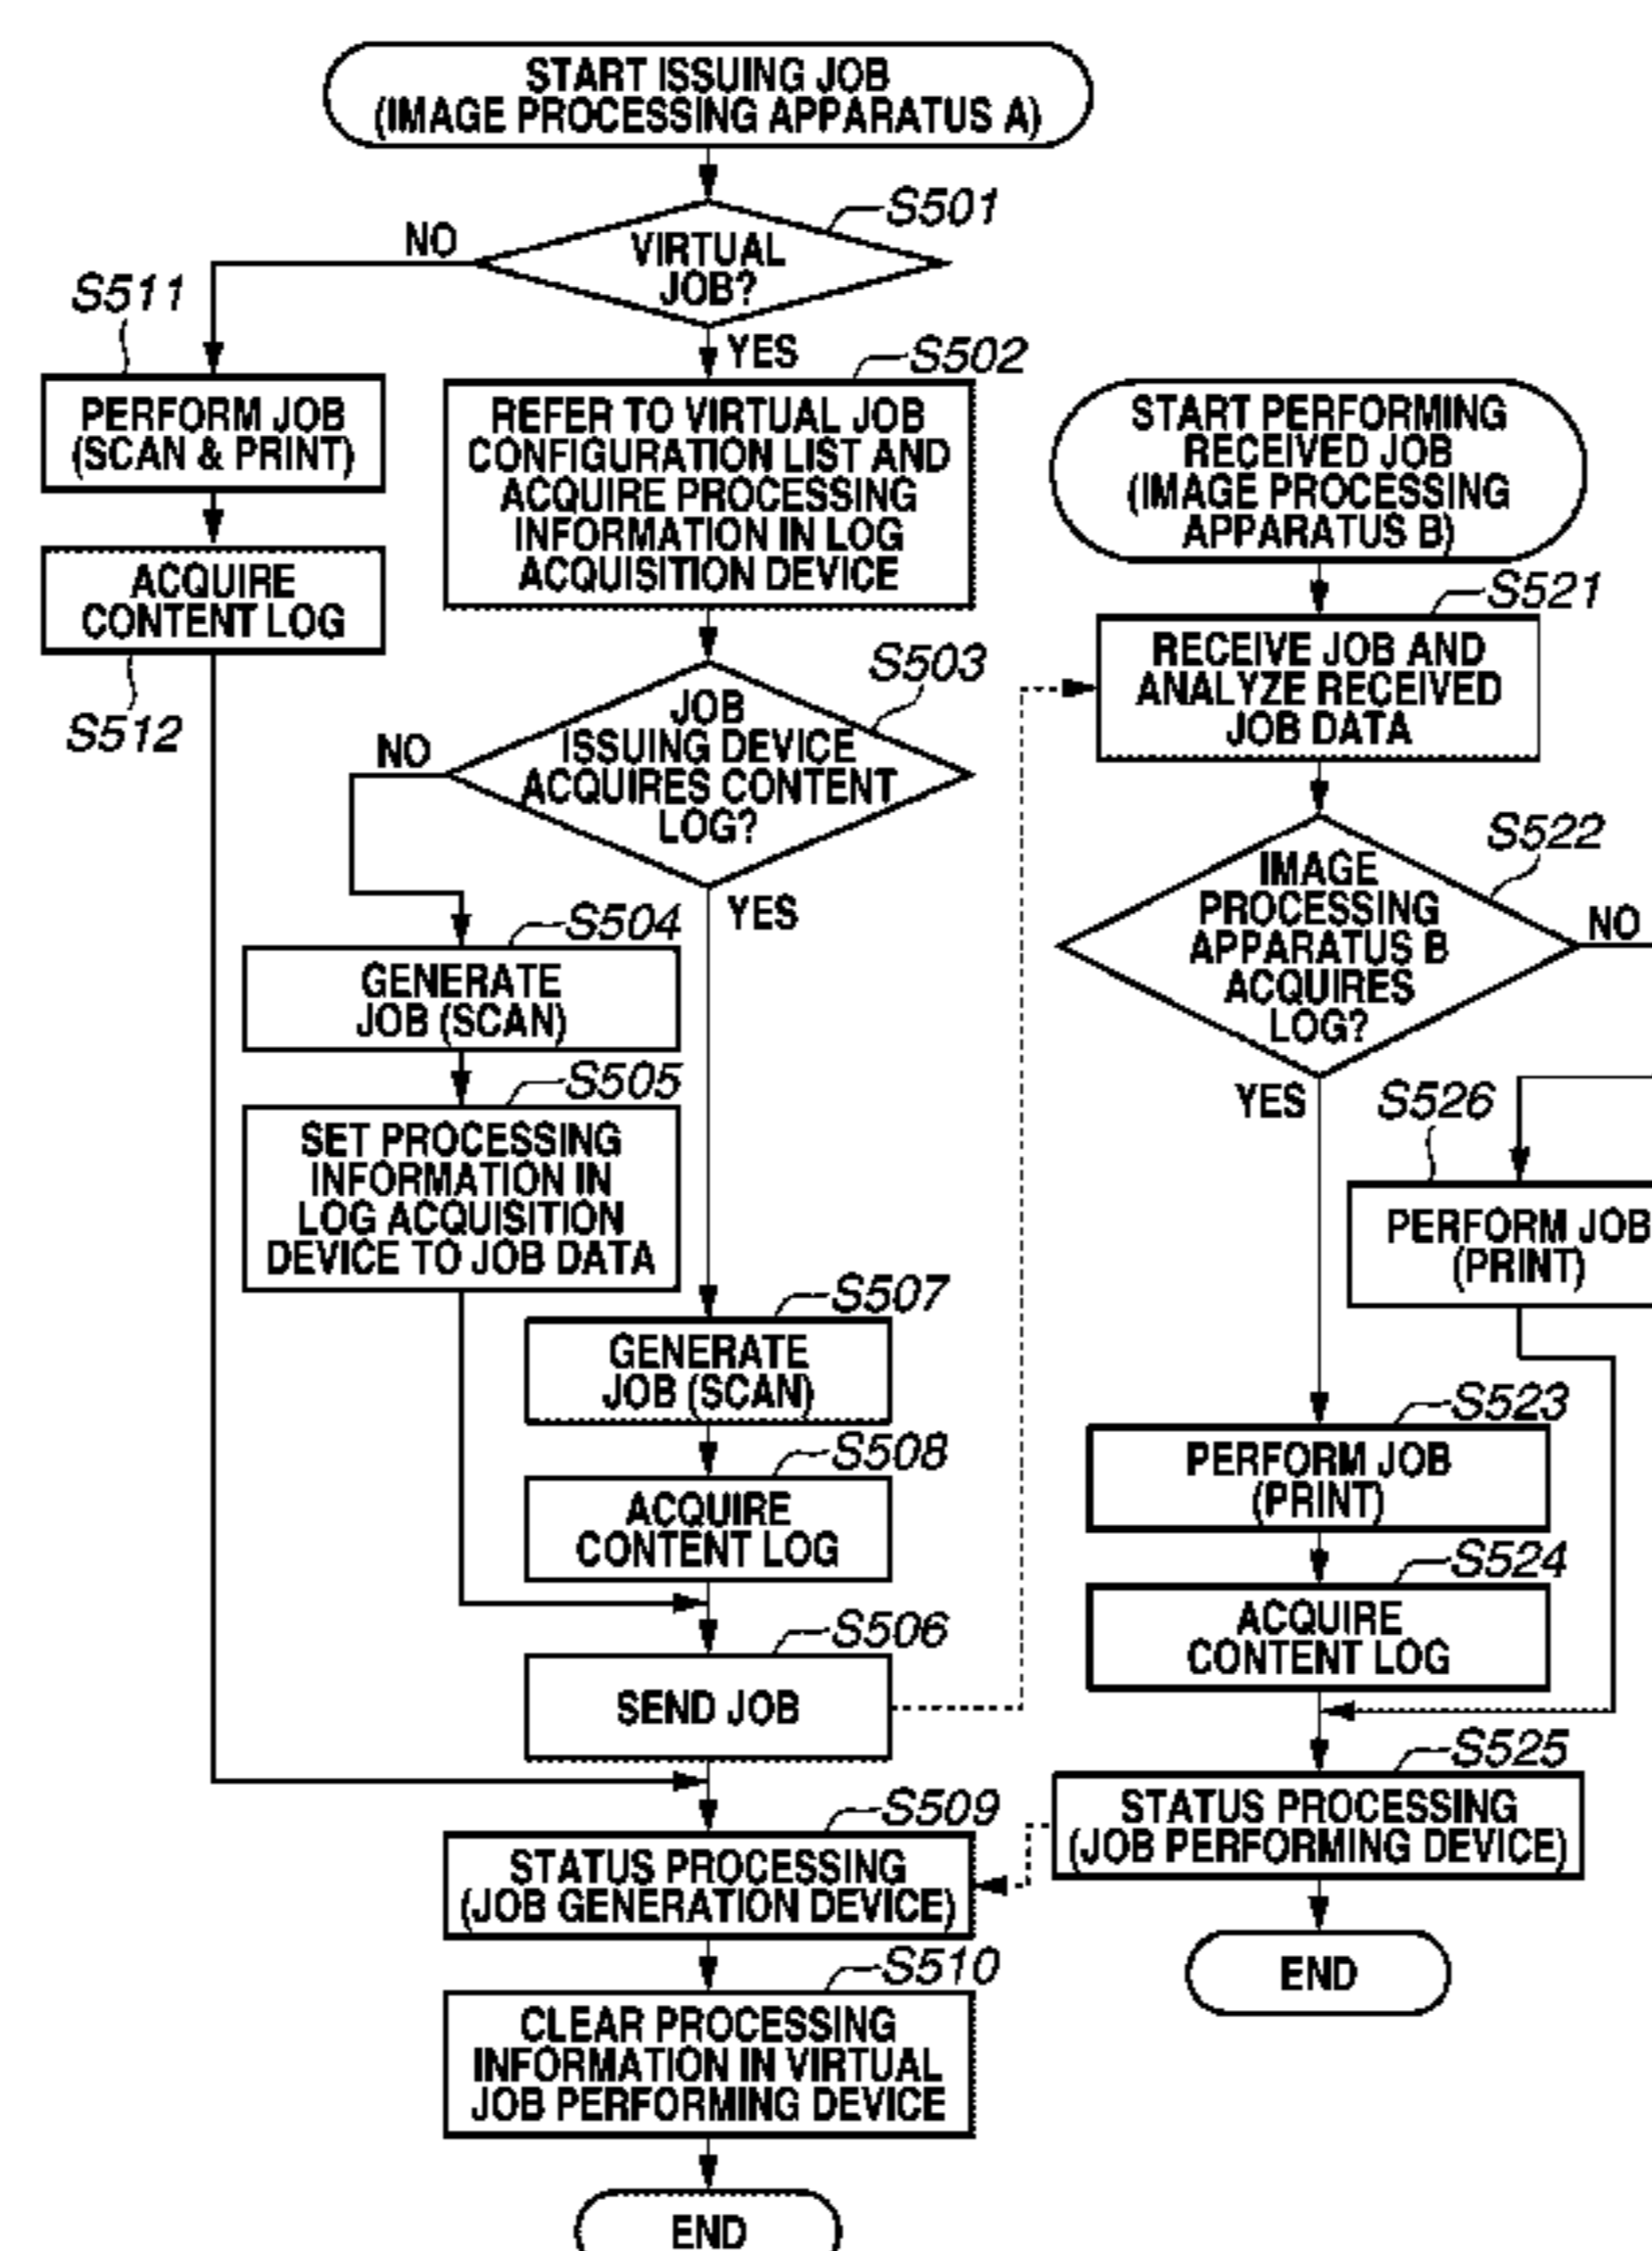 START ISSUING JOB
(IMAGE PROCESSING APPARATUS A)
S501
VIRTUAL
JOB?
NO
YES
S511
PERFORM JOB
(SCAN & PRINT)
ACQUIRE
CONTENT LOG
S512
S502
REFER TO VIRTUAL JOB
CONFIGURATION LIST AND
ACQUIRE PROCESSING
INFORMATION IN LOG
ACQUISITION DEVICE
S503
JOB
ISSUING DEVICE
ACQUIRES CONTENT
LOG?
NO
YES
S504
GENERATE
JOB (SCAN)
S505
SET PROCESSING
INFORMATION IN
LOG ACQUISITION
DEVICE TO JOB DATA
S507
GENERATE
JOB (SCAN)
S508
ACQUIRE
CONTENT LOG
S506
SEND JOB
S509
STATUS PROCESSING
(JOB GENERATION DEVICE)
S510
CLEAR PROCESSING
INFORMATION IN VIRTUAL
JOB PERFORMING DEVICE
END
START PERFORMING
RECEIVED JOB
(IMAGE PROCESSING
APPARATUS B)
S521
RECEIVE JOB AND
ANALYZE RECEIVED
JOB DATA
S522
IMAGE
PROCESSING
APPARATUS B
ACQUIRES
LOG?
NO
YES
S526
PERFORM JOB
(PRINT)
S523
PERFORM JOB
(PRINT)
S524
ACQUIRE
CONTENT LOG
S525
STATUS PROCESSING
(JOB PERFORMING DEVICE)
END